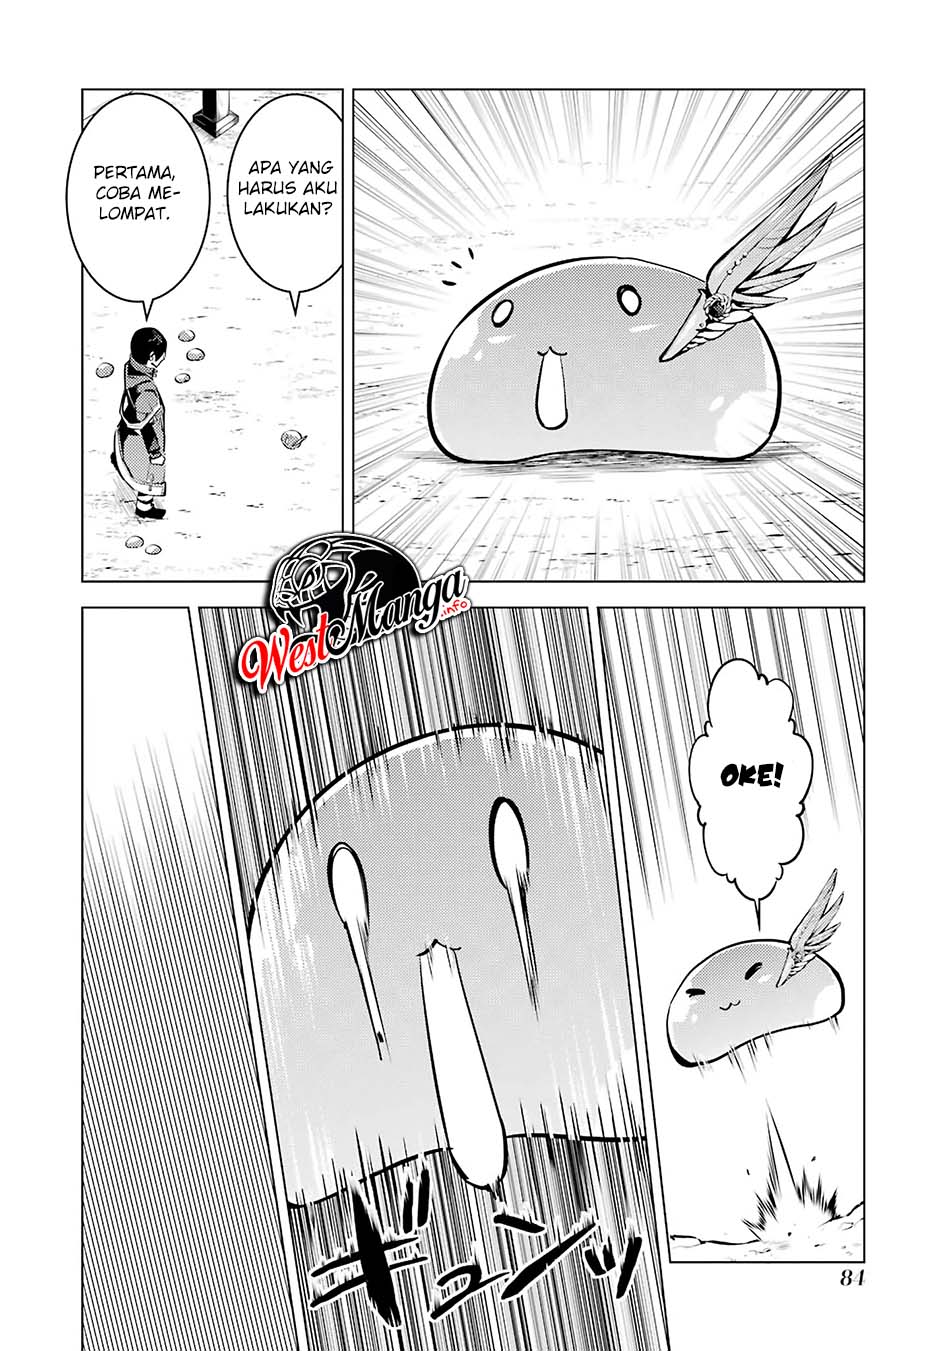 APA YANG
HARUS AKU
LAKUKAN?
PERTAMA,
COBA ME-
LOMPAT.
WestManga
.info
OKE!
ギュンッ
84